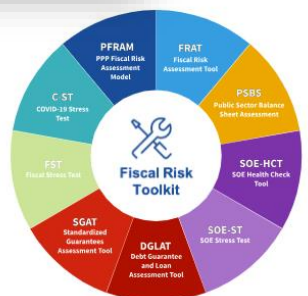 PFRAM
PPP Fiscal Risk
Assessment
Model
FRAT
Fiscal Risk
Assessment Tool
PSBS
Public Sector Balance
Sheet Assessment
SOE-HCT
SOE Health Check
Tool
SOE-ST
SOE Stress Test
DGLAT
Debt Guarantee
and Loan
Assessment Tool
SGAT
Standardized
Guarantees
Assessment Tool
FST
Fiscal Stress Test
C-ST
COVID-19 Stress
Test
Fiscal Risk
Toolkit